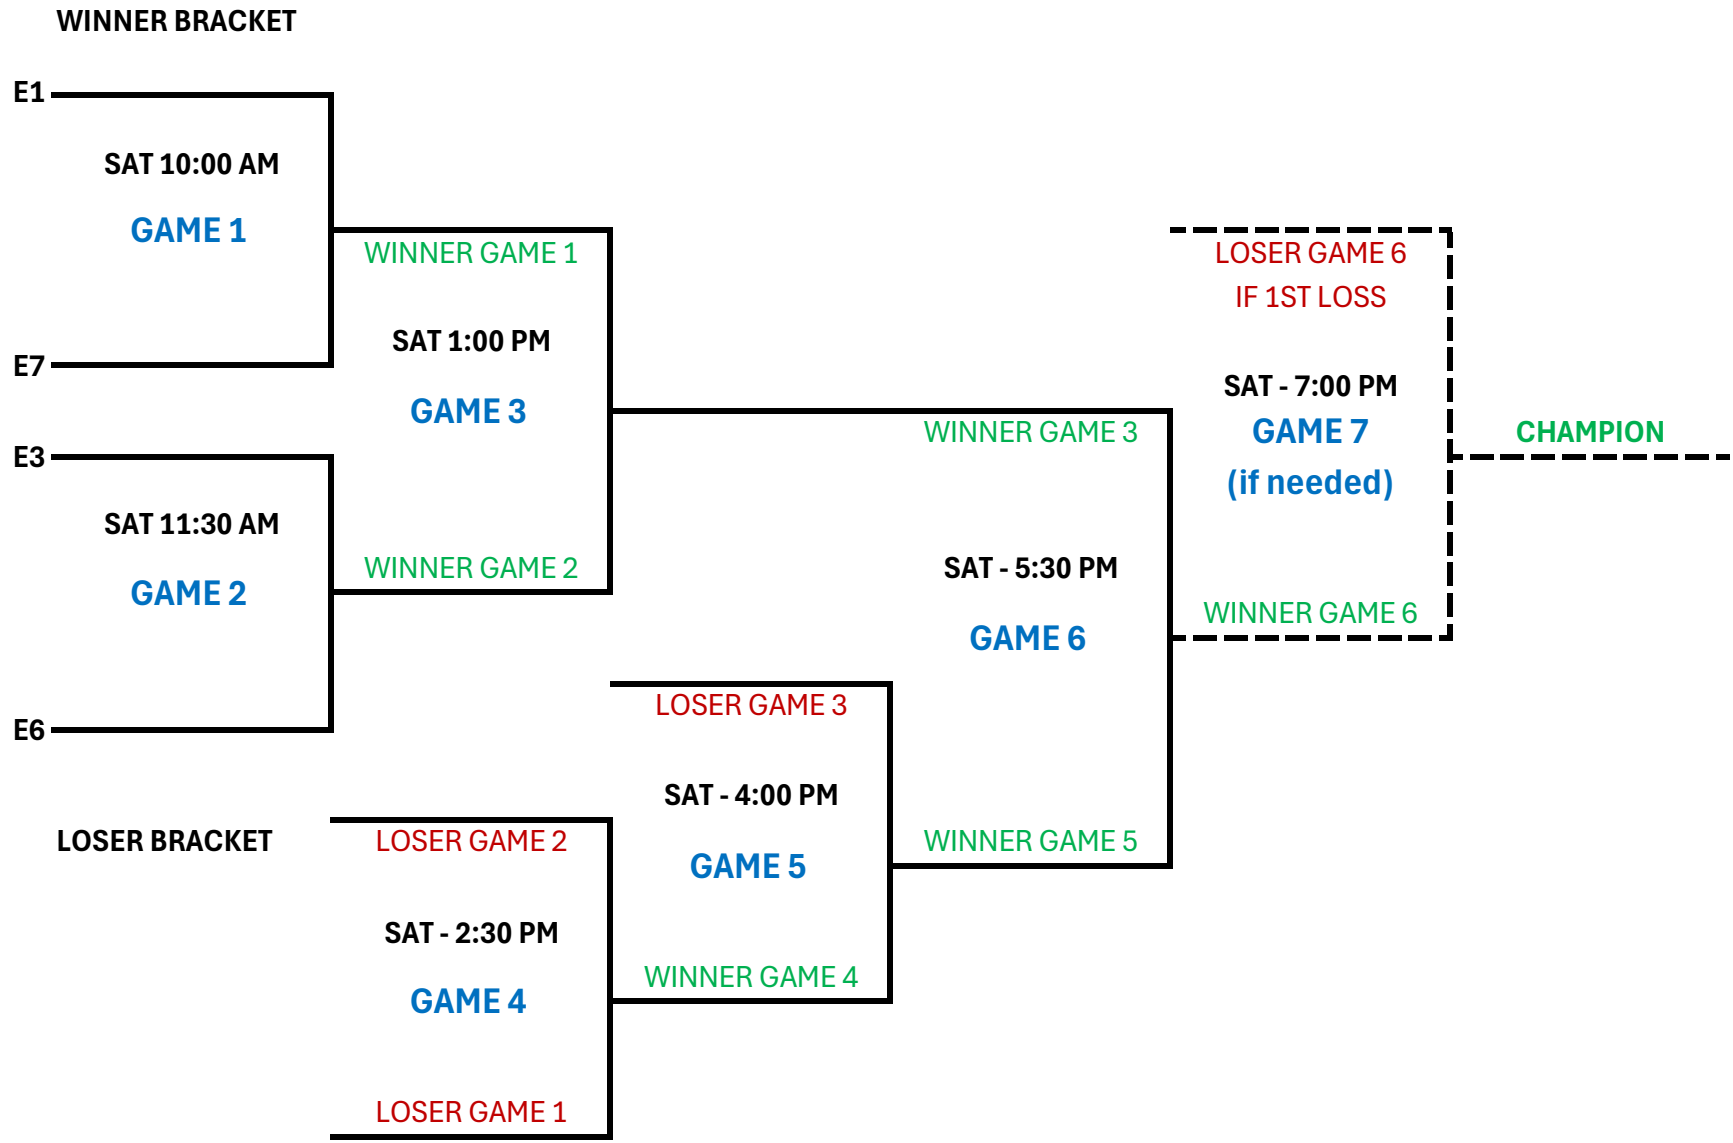 WINNER BRACKET
E1
SAT 10:00 AM
GAME 1
E7
WINNER GAME 1
SAT 1:00 PM
GAME 3
WINNER GAME 2
E3
SAT 11:30 AM
GAME 2
E6
WINNER GAME 3
SAT - 5:30 PM
GAME 6
WINNER GAME 5
LOSER GAME 6
IF 1ST LOSS
SAT - 7:00 PM
GAME 7
(if needed)
WINNER GAME 6
CHAMPION
LOSER BRACKET
LOSER GAME 2
SAT - 2:30 PM
GAME 4
LOSER GAME 1
LOSER GAME 3
SAT - 4:00 PM
GAME 5
WINNER GAME 4